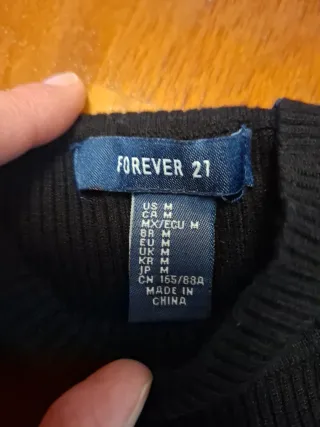 FOREVER 21
US M
CA M
MX/ECU M
BR M
EU M
UK M
KR M
JP M
CN 165/88A
MADE IN
CHINA